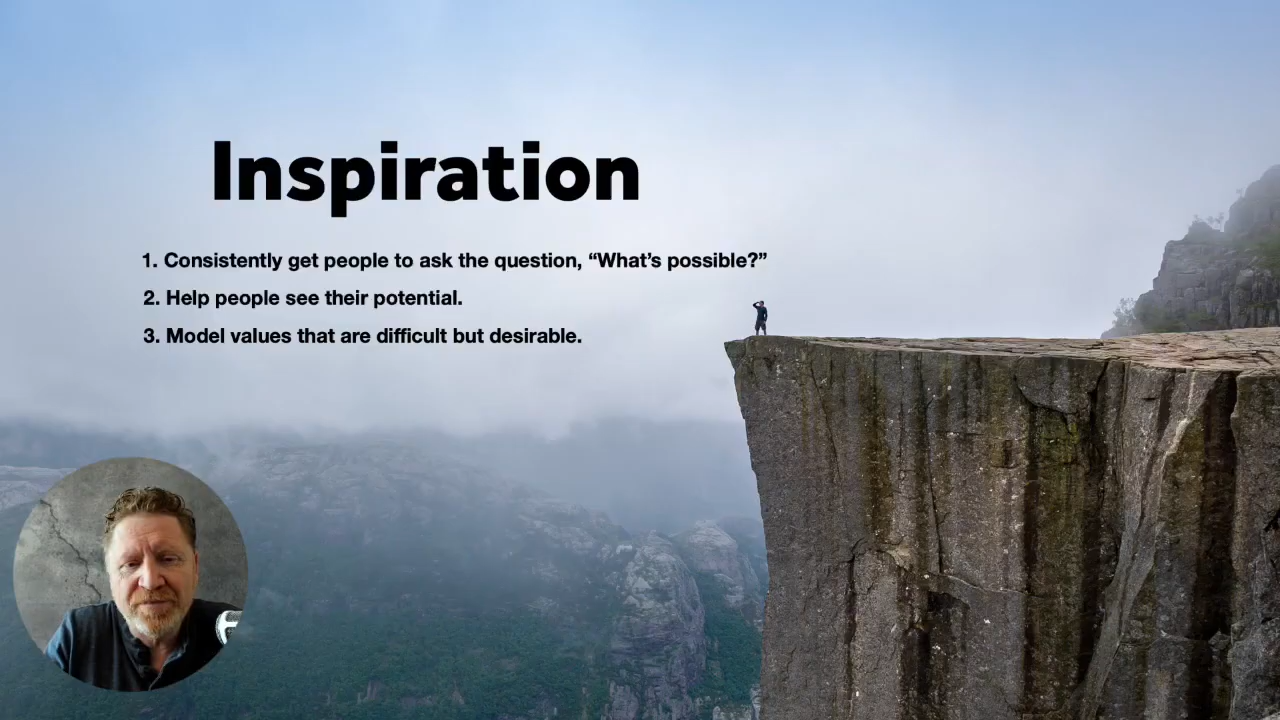 Inspiration
1. Consistently get people to ask the question, “What’s possible?”
2. Help people see their potential.
3. Model values that are difficult but desirable.